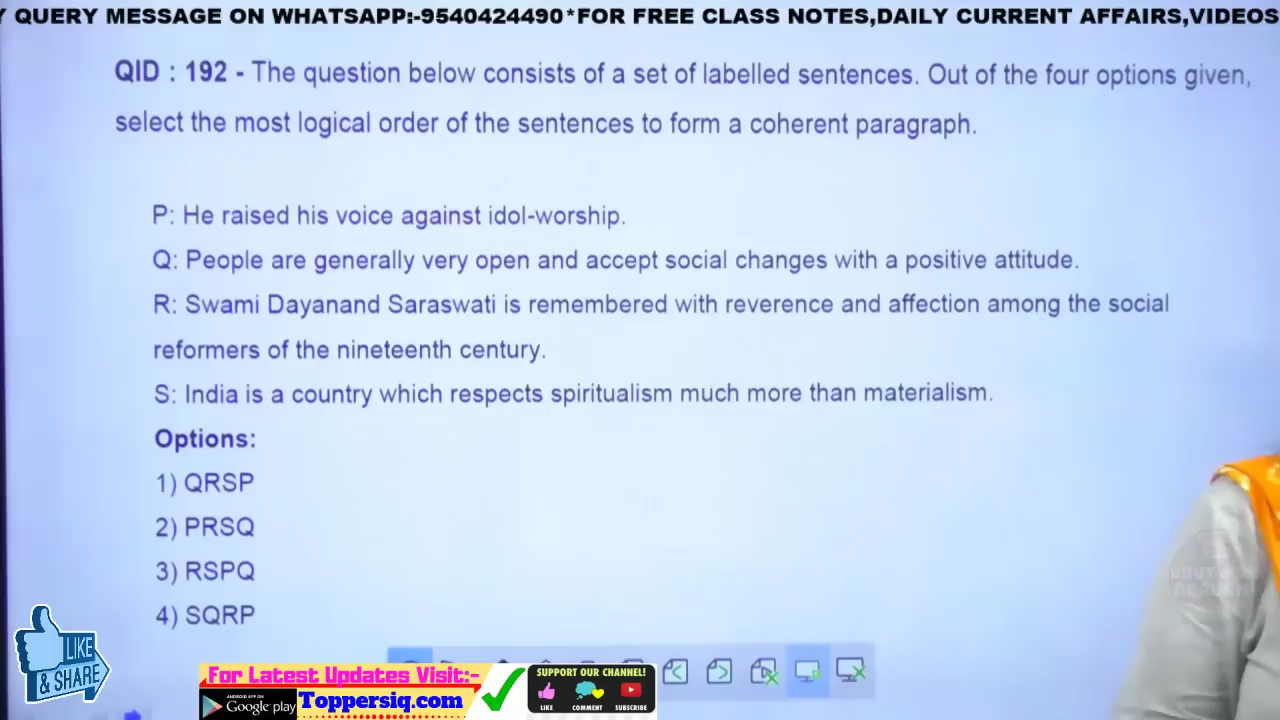 Y QUERY MESSAGE ON WHATSAPP:-9540424490*FOR FREE CLASS NOTES,DAILY CURRENT AFFAIRS,VIDEOS
QID : 192 - The question below consists of a set of labelled sentences. Out of the four options given,
select the most logical order of the sentences to form a coherent paragraph.
P: He raised his voice against idol-worship.
Q: People are generally very open and accept social changes with a positive attitude.
R: Swami Dayanand Saraswati is remembered with reverence and affection among the social
reformers of the nineteenth century.
S: India is a country which respects spiritualism much more than materialism.
Options:
1) QRSP
2) PRSQ
3) RSPQ
4) SQRP
LIKE
& SHARE
For Latest Updates Visit:-
ANDROID APP ON
Google play
Toppersiq.com
SUPPORT OUR CHANNEL!
LIKE COMMENT SUBSCRIBE